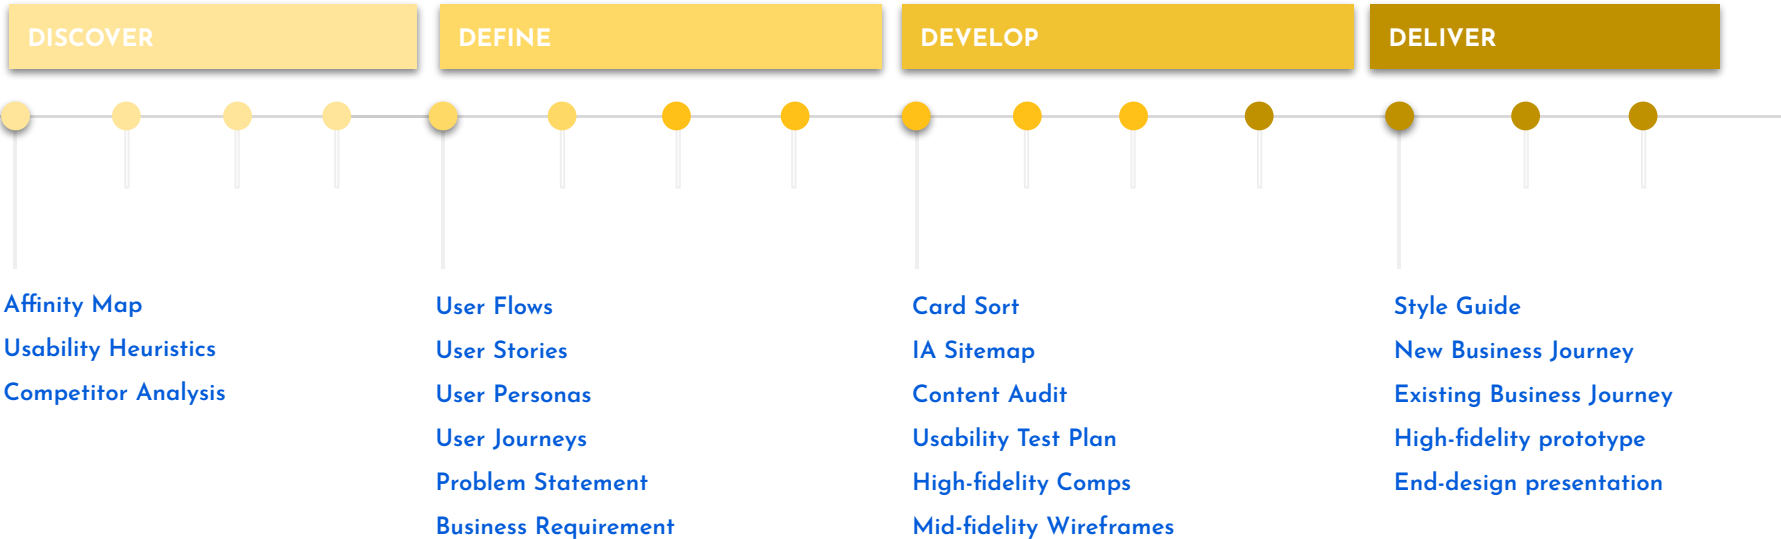 DISCOVER
DEFINE
DEVELOP
DELIVER
Affinity Map
Usability Heuristics
Competitor Analysis
User Flows
User Stories
User Personas
User Journeys
Problem Statement
Business Requirement
Card Sort
IA Sitemap
Content Audit
Usability Test Plan
High-fidelity Comps
Mid-fidelity Wireframes
Style Guide
New Business Journey
Existing Business Journey
High-fidelity prototype
End-design presentation